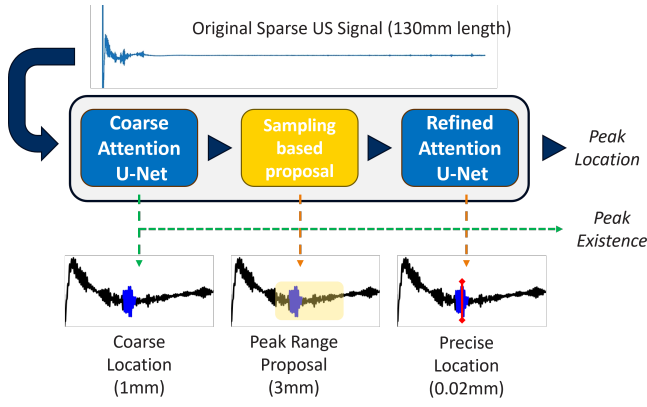 Original Sparse US Signal (130mm length)
Coarse
Attention
U-Net
Sampling
based
proposal
Refined
Attention
U-Net
Peak
Location
Peak
Existence
Coarse
Location
(1mm)
Peak Range
Proposal
(3mm)
Precise
Location
(0.02mm)